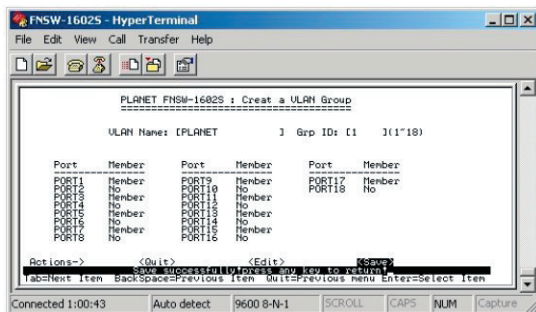 FNSW-1602S - HyperTerminal
File Edit View Call Transfer Help
PLANET FNSW-1602S : Creat a VLAN Group
VLAN Name: [PLANET ] Grp ID: [1 ](1~18)
Port Member Port Member Port Member
PORT1 Member PORT9 Member PORT17 Member
PORT2 No PORT10 No PORT18 No
PORT3 Member PORT11 Member
PORT4 No PORT12 No
PORT5 Member PORT13 Member
PORT6 No PORT14 No
PORT7 Member PORT15 Member
PORT8 No PORT16 No
Actions-> <Quit> <Edit> <Save>
Save successfully!press any key to return!
Tab=Next Item BackSpace=Previous Item Quit=Previous menu Enter=Select Item
Connected 1:00:43 Auto detect 9600 8-N-1 SCROLL CAPS NUM Capture